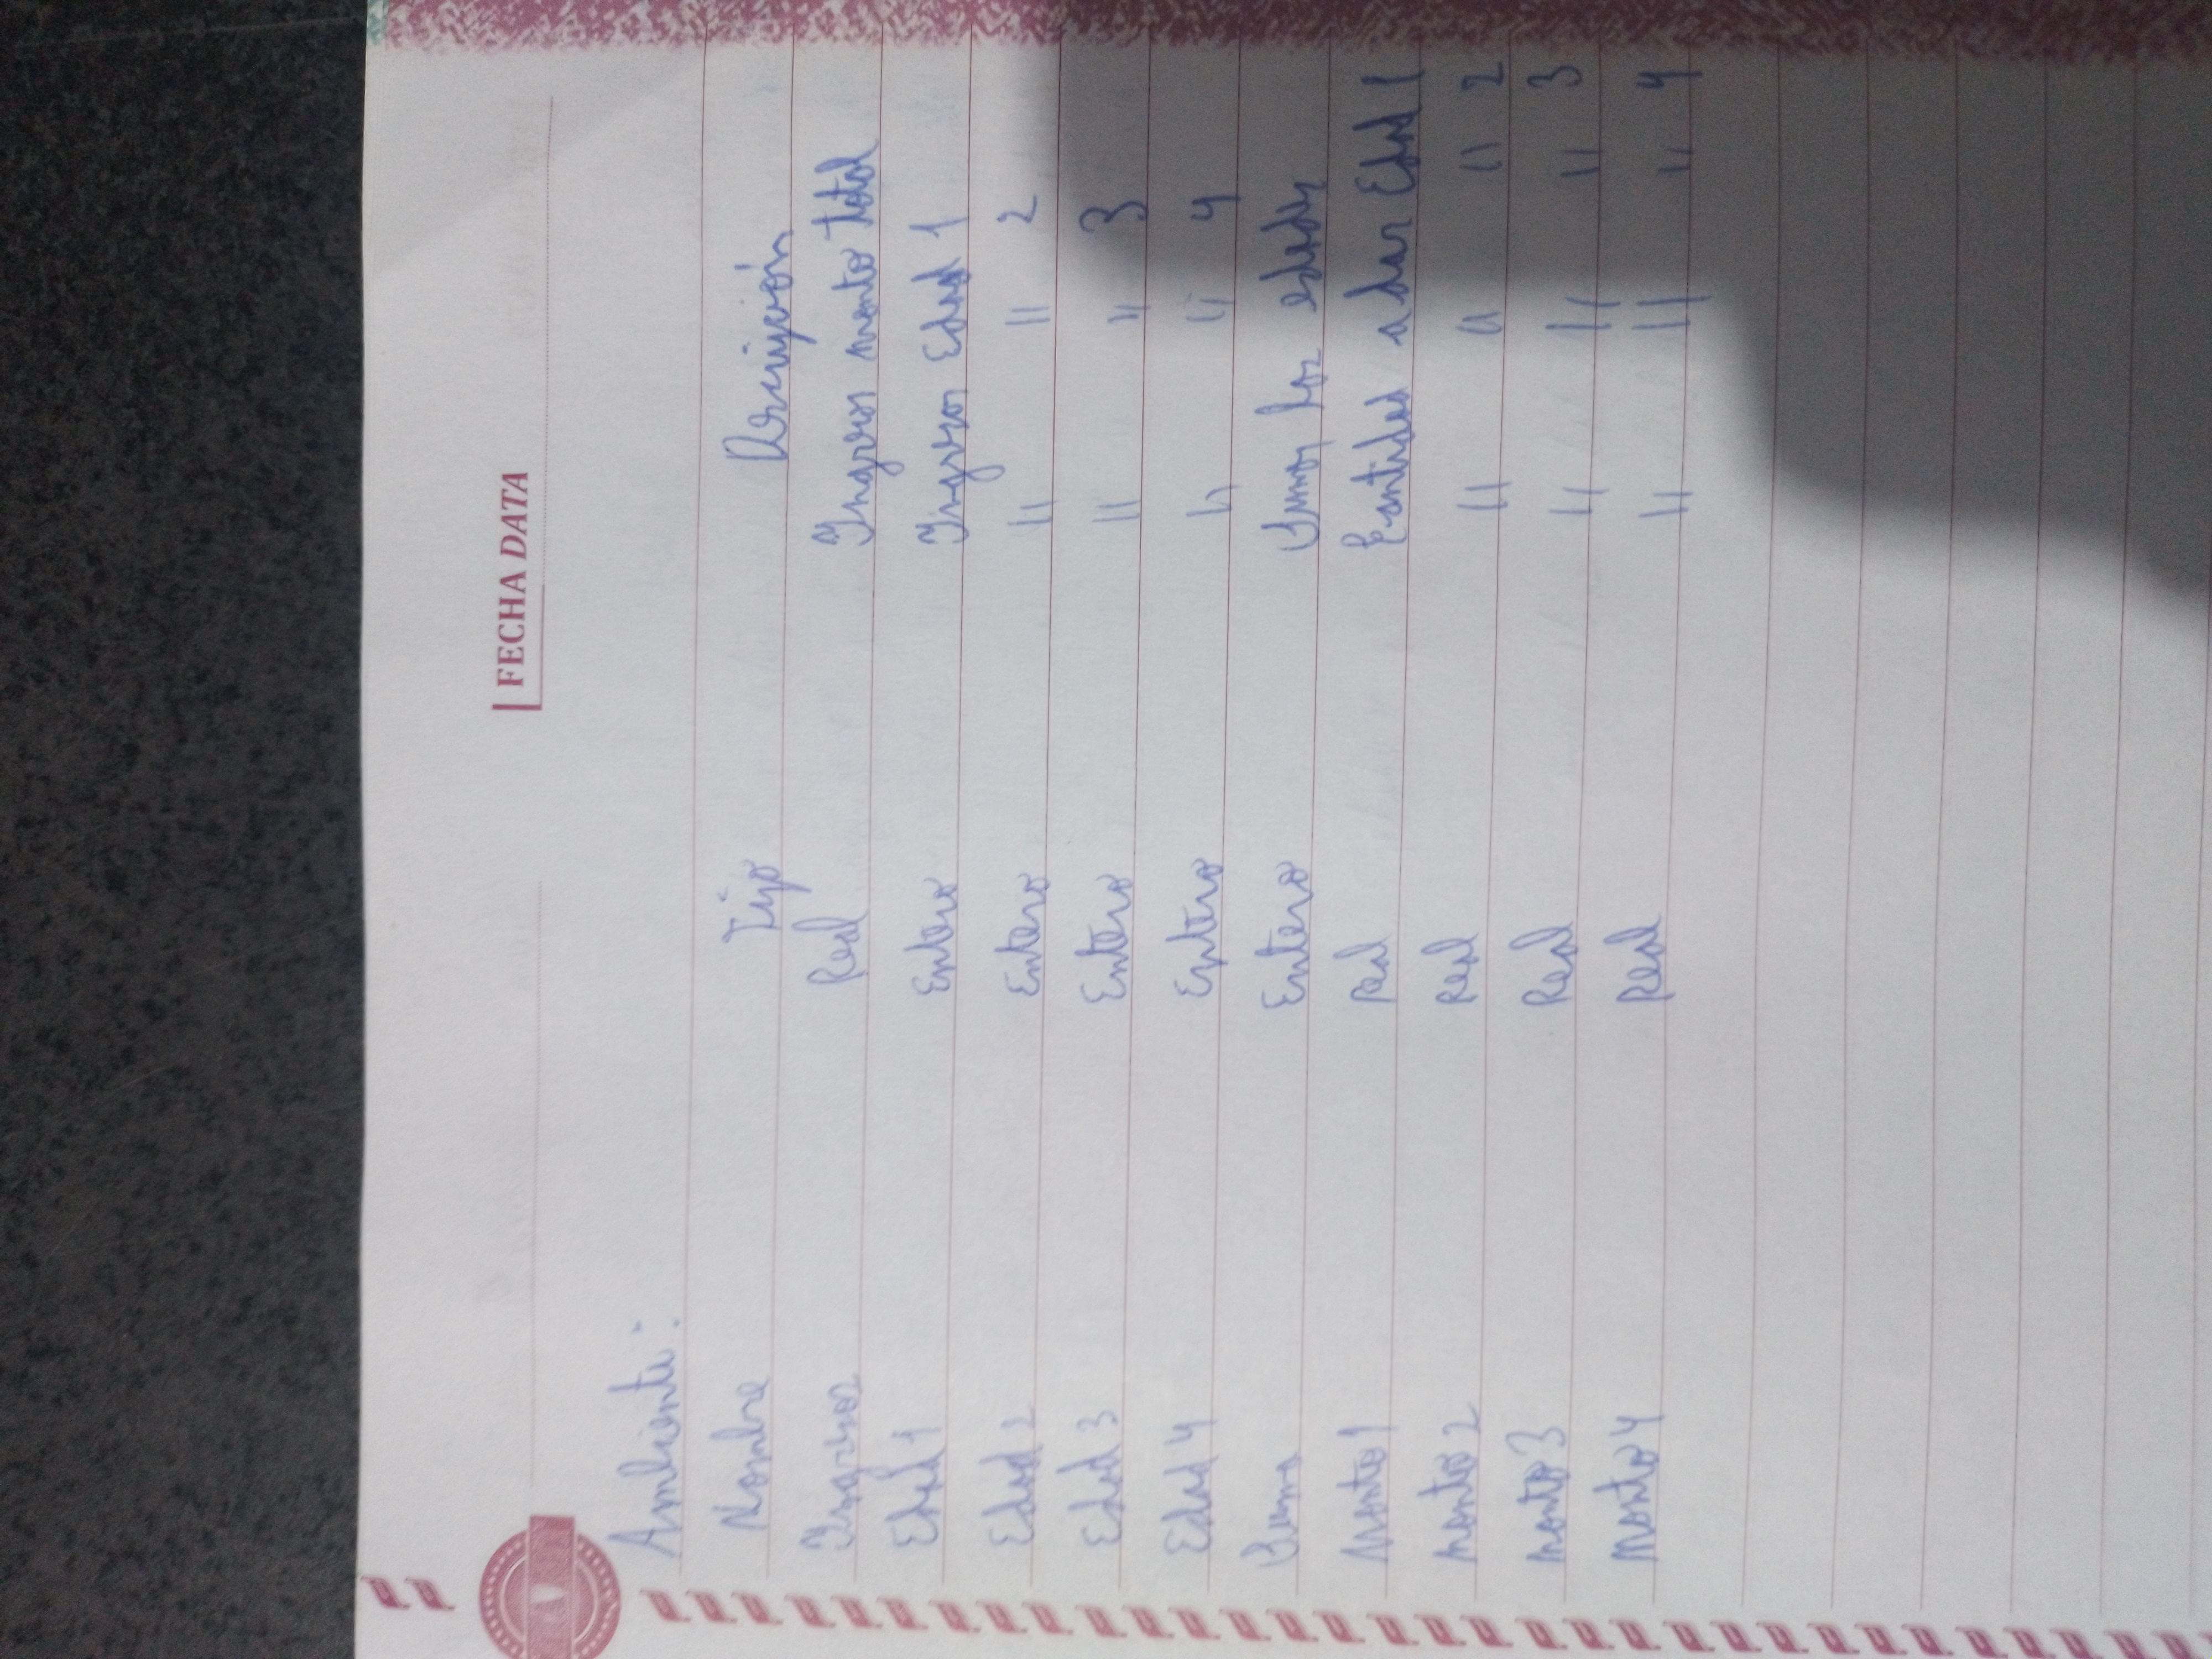 FECHA DATA
Ambiente:
Nombre Tipo Descripción
Ingresos Real Ingresar monto total
Edad 1 Entero Ingresar Edad 1
Edad 2 Entero " " 2
Edad 3 Entero " " 3
Edad 4 Entero " " 4
Suma Entero Sumar las edades
Monto 1 Real Cantidad a dar Edad 1
Monto 2 Real " " " 2
Monto 3 Real " " " 3
Monto 4 Real " " " 4